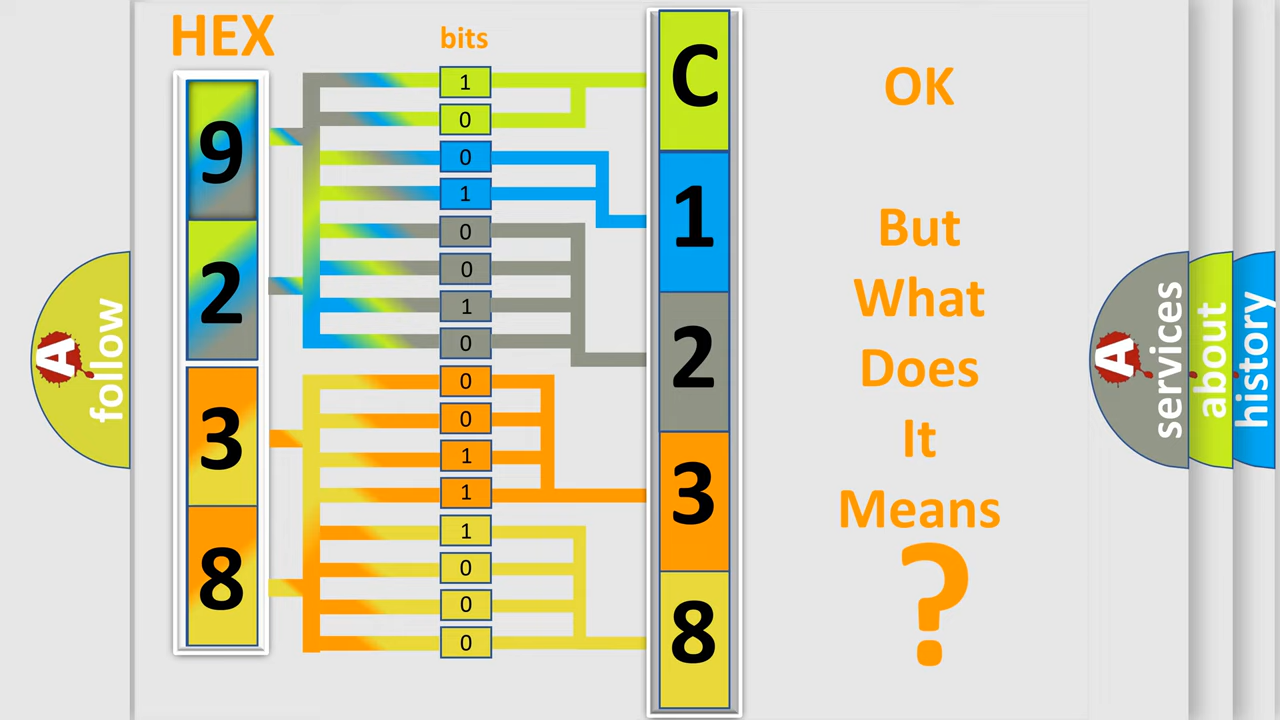 HEX
bits
9
2
3
8
1
0
0
1
0
0
1
0
0
0
1
1
1
0
0
0
C
1
2
3
8
OK
But
What
Does
It
Means
?
A
follow
A
services
about
history